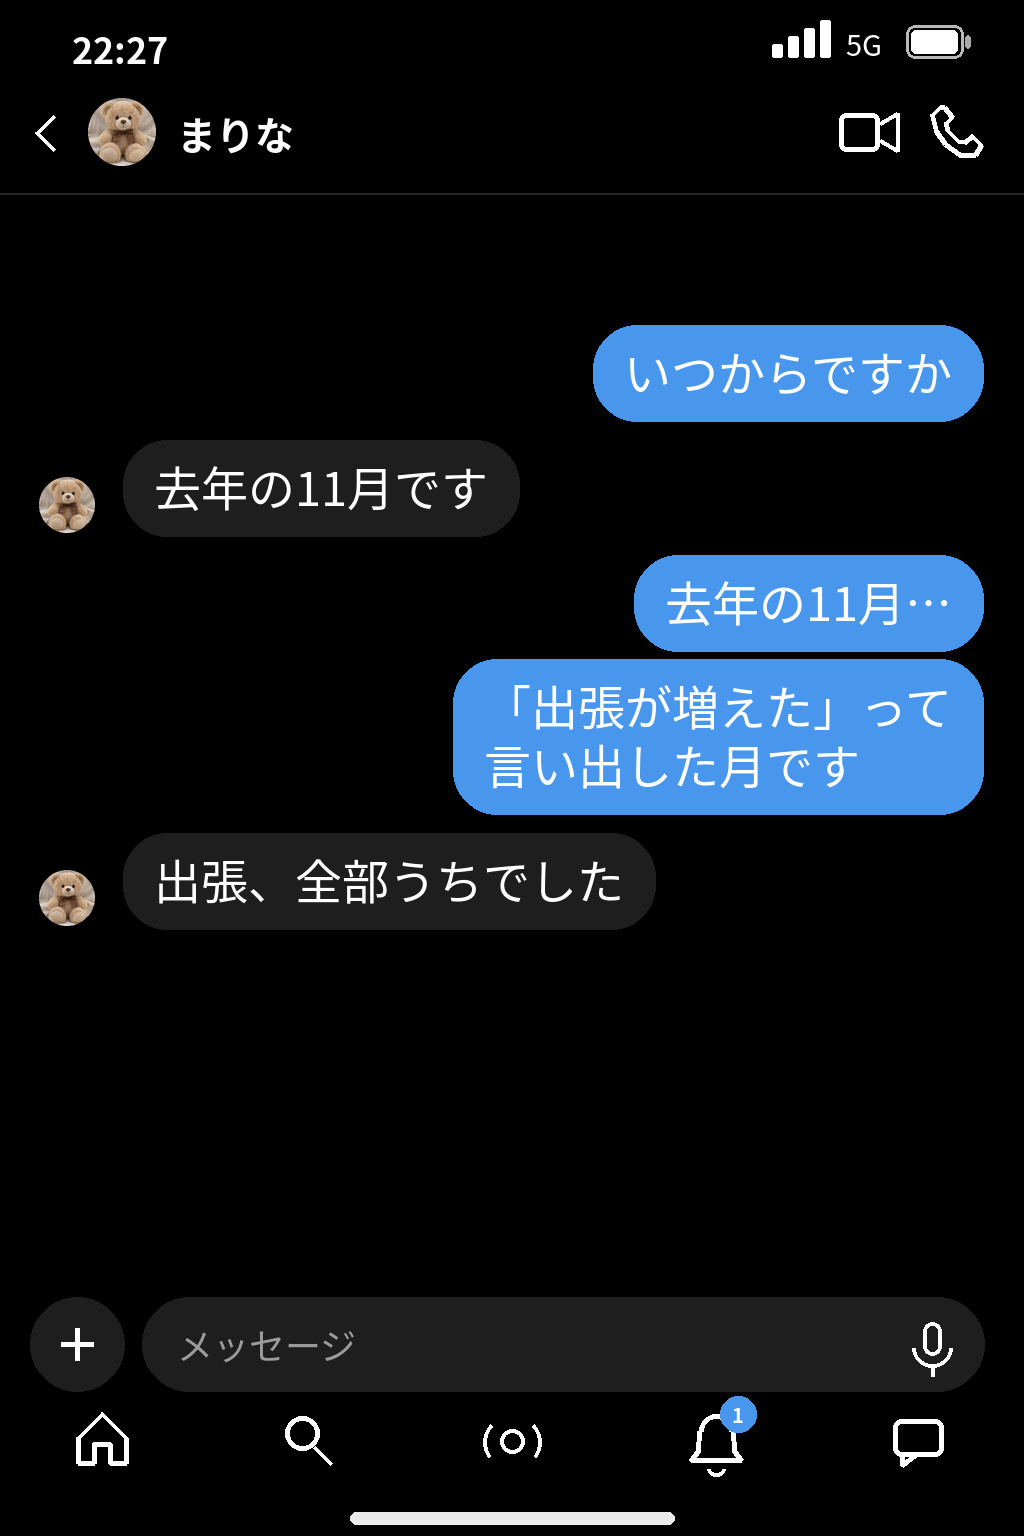 22:27
5G
まりな
いつからですか
去年の11月です
去年の11月…
「出張が増えた」って
言い出した月です
出張、全部うちでした
メッセージ
1